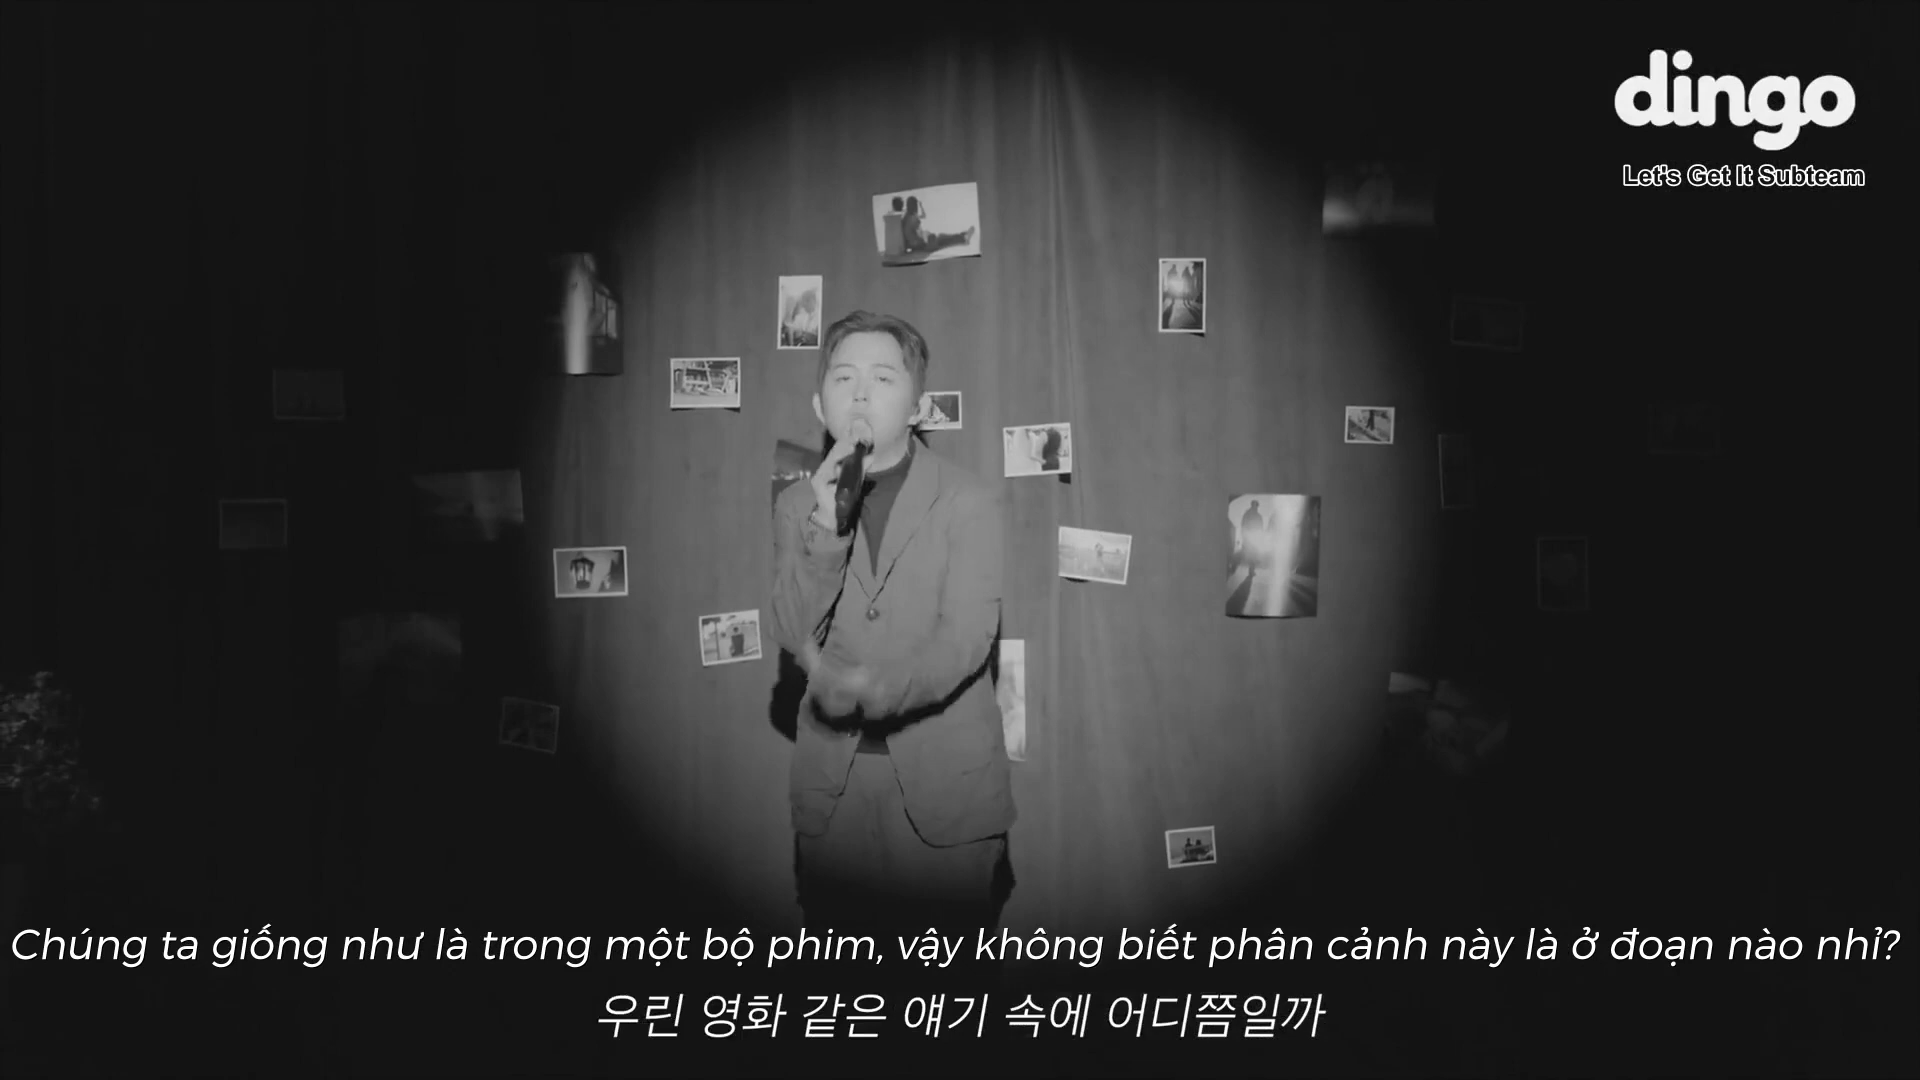 dingo
Let's Get It Subteam
Chúng ta giống như là trong một bộ phim, vậy không biết phân cảnh này là ở đoạn nào nhỉ?
우린 영화 같은 얘기 속에 어디쯤일까